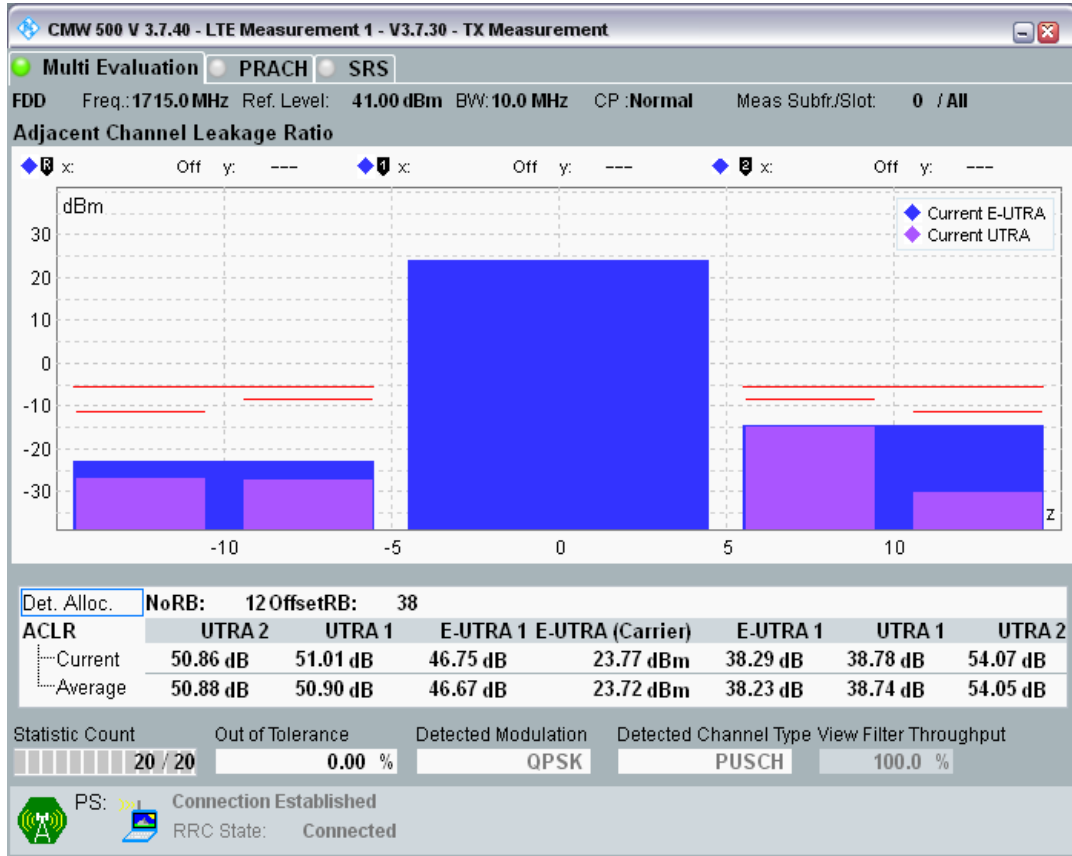 CMW 500 V 3.7.40 - LTE Measurement 1 - V3.7.30 - TX Measurement
Multi Evaluation PRACH SRS
FDD Freq.: 1715.0 MHz Ref. Level: 41.00 dBm BW: 10.0 MHz CP :Normal Meas Subfr./Slot: 0 / All
Adjacent Channel Leakage Ratio
R x: Off y: --- 1 x: Off y: --- 2 x: Off y: ---
dBm
Current E-UTRA
Current UTRA
30
20
10
0
-10
-20
-30
z
-10 -5 0 5 10
Det. Alloc. NoRB: 12 OffsetRB: 38
ACLR UTRA 2 UTRA 1 E-UTRA 1 E-UTRA (Carrier) E-UTRA 1 UTRA 1 UTRA 2
Current 50.86 dB 51.01 dB 46.75 dB 23.77 dBm 38.29 dB 38.78 dB 54.07 dB
Average 50.88 dB 50.90 dB 46.67 dB 23.72 dBm 38.23 dB 38.74 dB 54.05 dB
Statistic Count Out of Tolerance Detected Modulation Detected Channel Type View Filter Throughput
20 / 20 0.00 % QPSK PUSCH 100.0 %
PS: Connection Established
RRC State: Connected